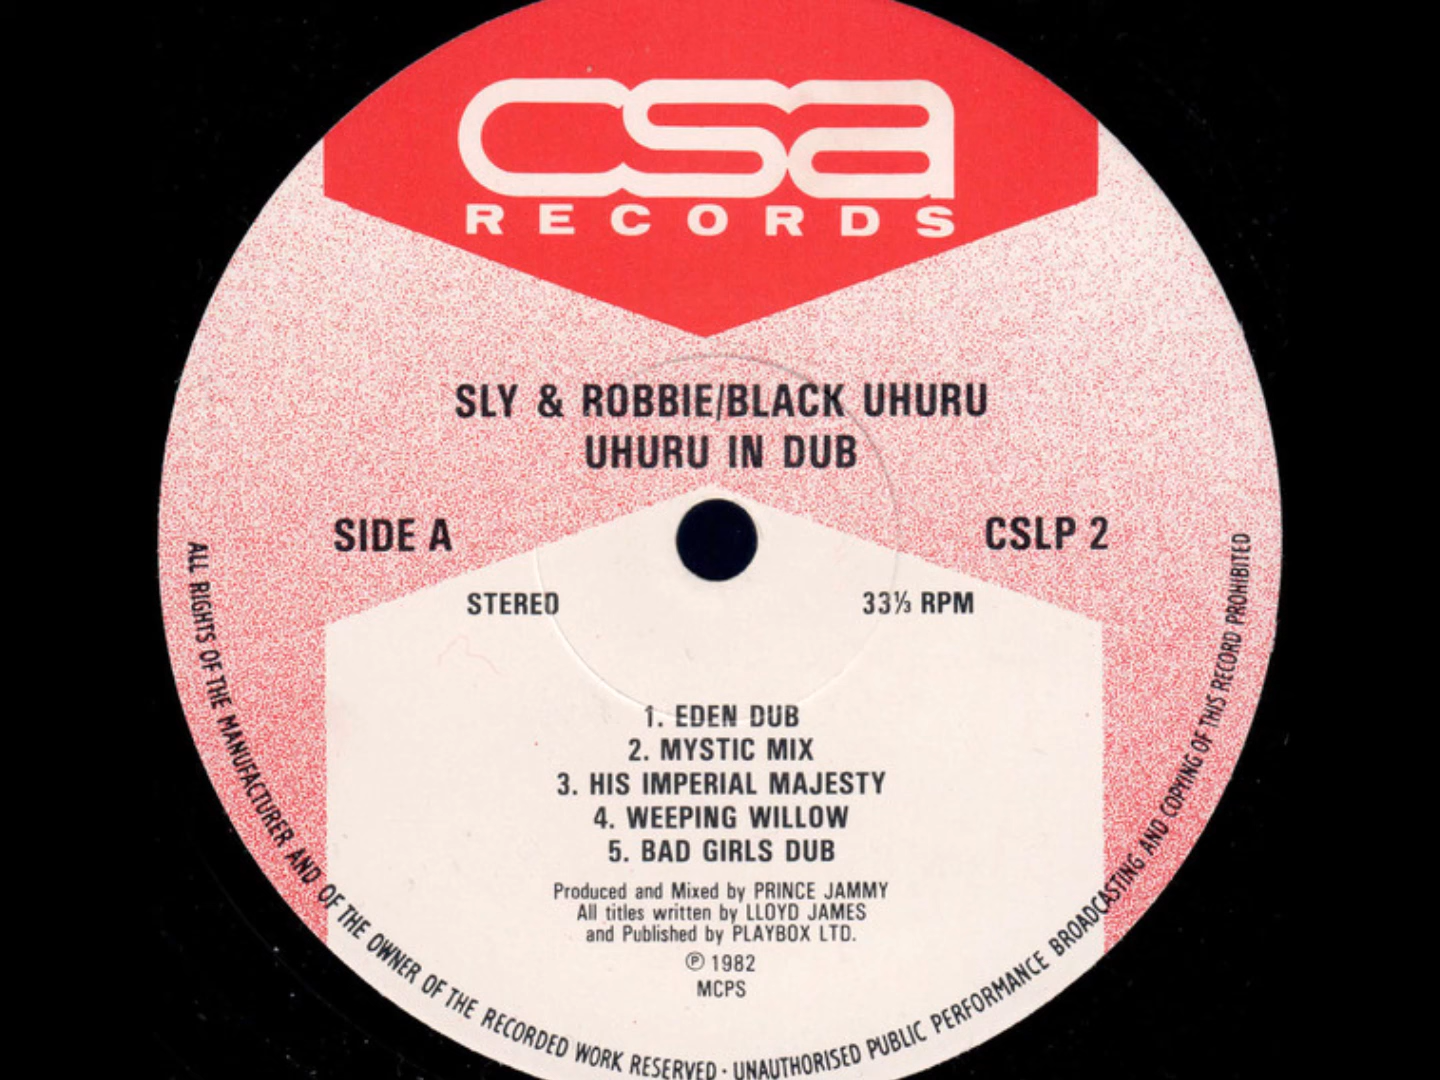 csa
RECORDS
SLY & ROBBIE/BLACK UHURU
UHURU IN DUB
SIDE A
CSLP 2
STEREO
33⅓ RPM
1. EDEN DUB
2. MYSTIC MIX
3. HIS IMPERIAL MAJESTY
4. WEEPING WILLOW
5. BAD GIRLS DUB
Produced and Mixed by PRINCE JAMMY
All titles written by LLOYD JAMES
and Published by PLAYBOX LTD.
℗ 1982
MCPS
ALL RIGHTS OF THE MANUFACTURER AND OF THE OWNER OF THE RECORDED WORK RESERVED · UNAUTHORISED PUBLIC PERFORMANCE BROADCASTING AND COPYING OF THIS RECORD PROHIBITED